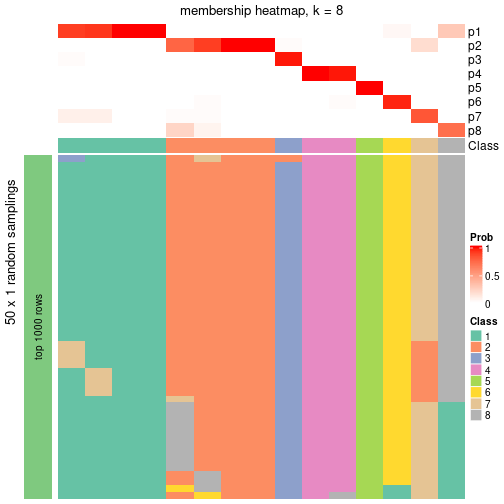 membership heatmap, k = 8
p1
p2
p3
p4
p5
p6
p7
p8
Class
50 x 1 random samplings
top 1000 rows
Prob
1
0.5
0
Class
1
2
3
4
5
6
7
8